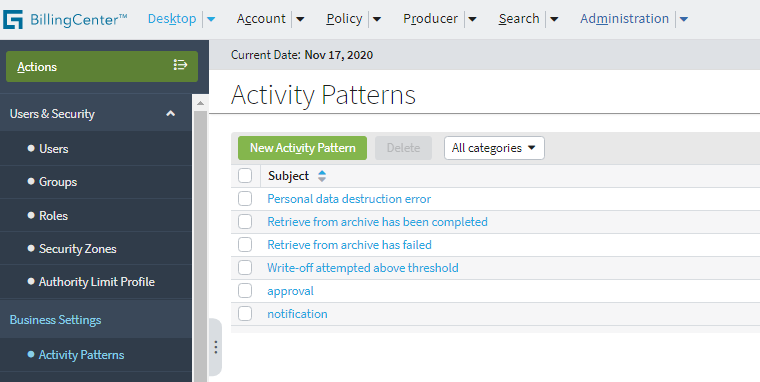 BillingCenter™ Desktop Account Policy Producer Search Administration
Actions
Users & Security
Users
Groups
Roles
Security Zones
Authority Limit Profile
Business Settings
Activity Patterns
Current Date: Nov 17, 2020
Activity Patterns
New Activity Pattern Delete All categories
Subject
Personal data destruction error
Retrieve from archive has been completed
Retrieve from archive has failed
Write-off attempted above threshold
approval
notification